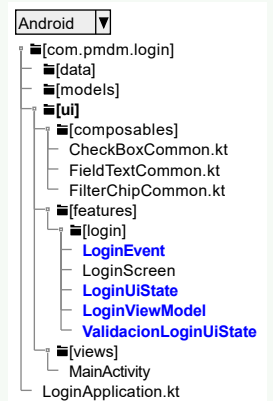 Android
[com.pmdm.login]
[data]
[models]
[ui]
[composables]
CheckBoxCommon.kt
FieldTextCommon.kt
FilterChipCommon.kt
[features]
[login]
LoginEvent
LoginScreen
LoginUiState
LoginViewModel
ValidacionLoginUiState
[views]
MainActivity
LoginApplication.kt